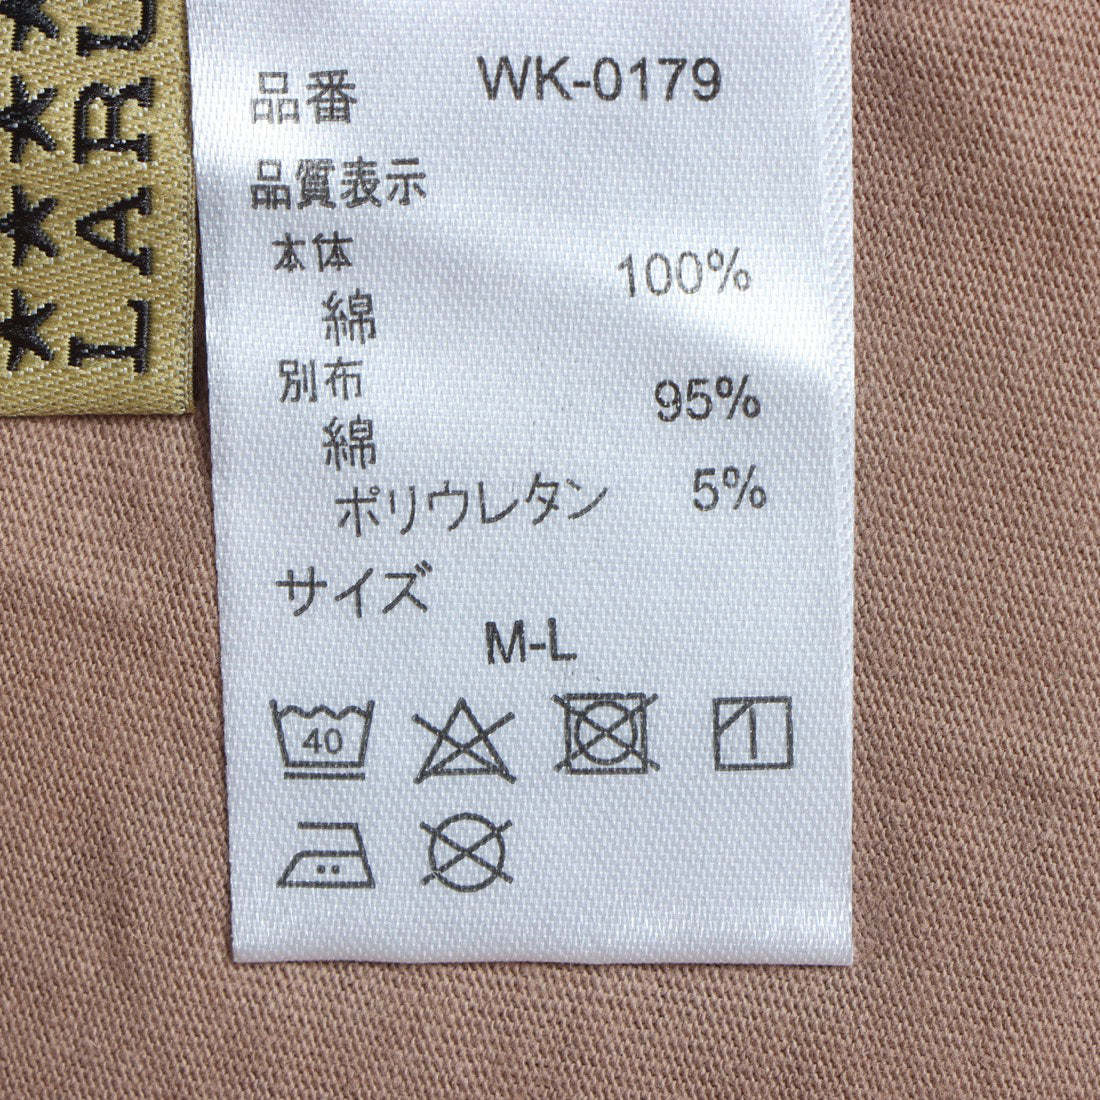 品番 WK-0179
品質表示
本体 100%
綿
別布 95%
綿
ポリウレタン 5%
サイズ
M-L
40
LARU